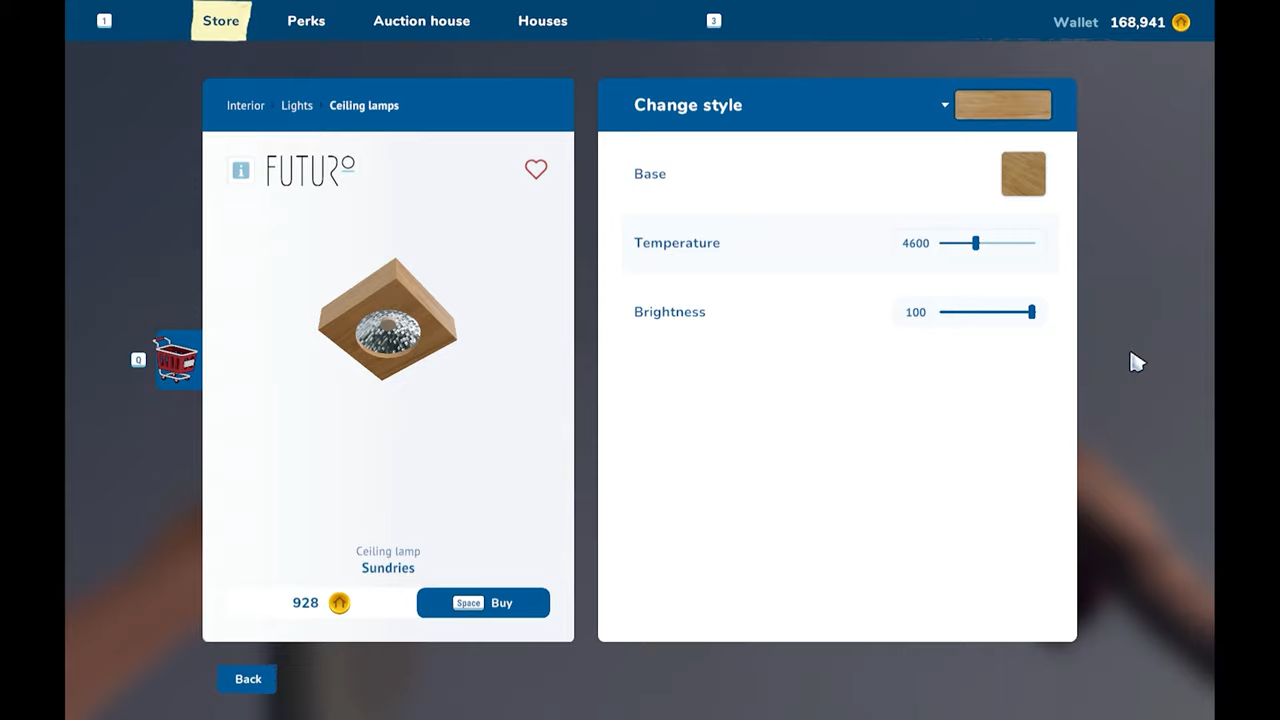 1
Store
Perks
Auction house
Houses
3
Wallet 168,941
Interior Lights Ceiling lamps
Change style
i FUTURO
Base
Temperature
4600
Brightness
100
Q
Ceiling lamp
Sundries
928
Space Buy
Back